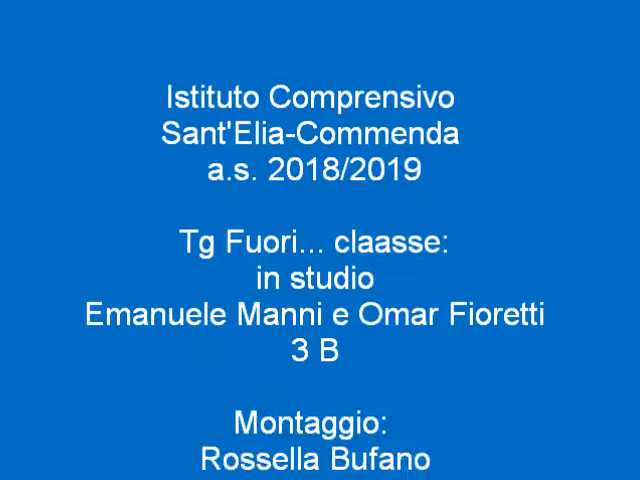 Istituto Comprensivo
Sant'Elia-Commenda
a.s. 2018/2019
Tg Fuori... claasse:
in studio
Emanuele Manni e Omar Fioretti
3 B
Montaggio:
Rossella Bufano